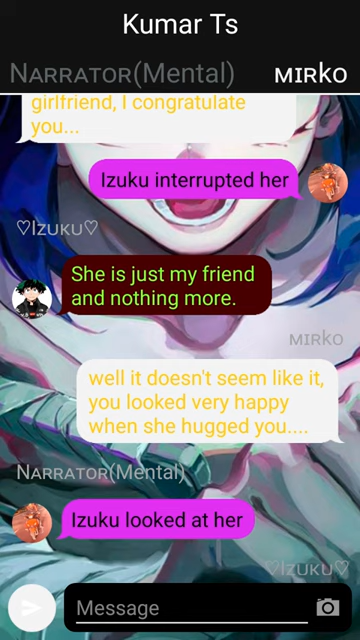 Kumar Ts
Narrator(Mental) MIRko
girlfriend, I congratulate
you...
Izuku interrupted her
♡Izuku♡
She is just my friend
and nothing more.
MIRko
well it doesn't seem like it,
you looked very happy
when she hugged you....
Narrator(Mental)
Izuku looked at her
♡Izuku♡
Message